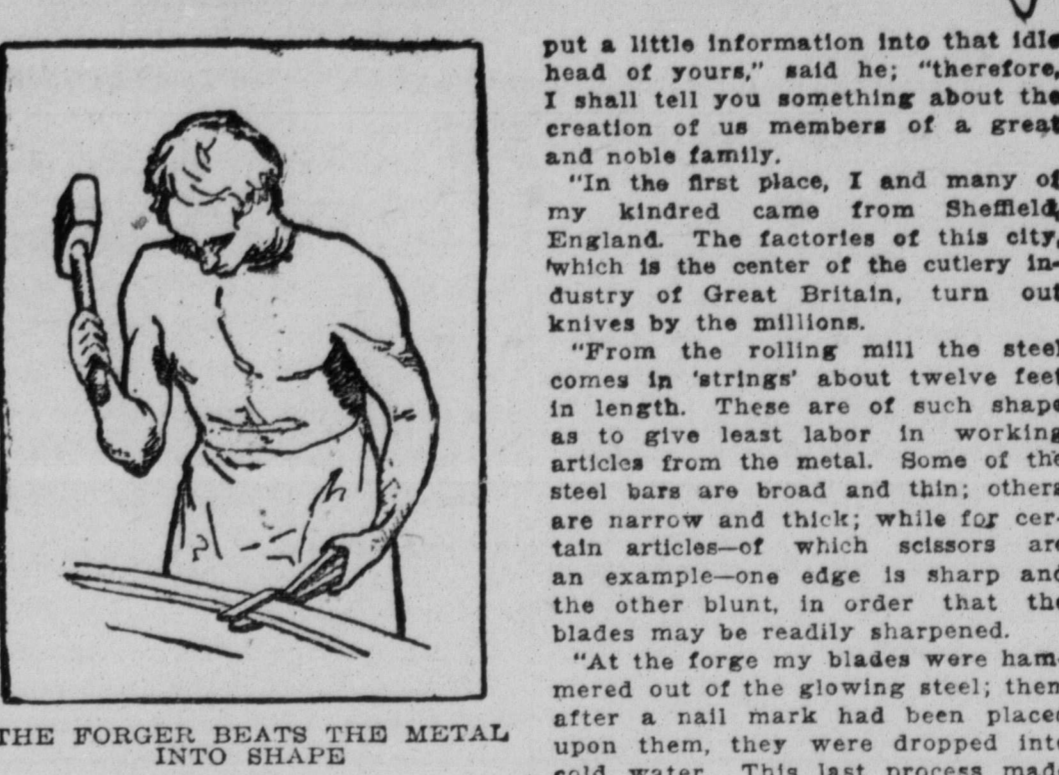 THE FORGER BEATS THE METAL
INTO SHAPE
put a little information into that idle
head of yours," said he; "therefore,
I shall tell you something about the
creation of us members of a great
and noble family.
"In the first place, I and many of
my kindred came from Sheffield,
England. The factories of this city,
which is the center of the cutlery in-
dustry of Great Britain, turn out
knives by the millions.
"From the rolling mill the steel
comes in 'strings' about twelve feet
in length. These are of such shape
as to give least labor in working
articles from the metal. Some of the
steel bars are broad and thin; others
are narrow and thick; while for cer-
tain articles—of which scissors are
an example—one edge is sharp and
the other blunt, in order that the
blades may be readily sharpened.
"At the forge my blades were ham-
mered out of the glowing steel; then
after a nail mark had been placed
upon them, they were dropped into
cold water. This last process made